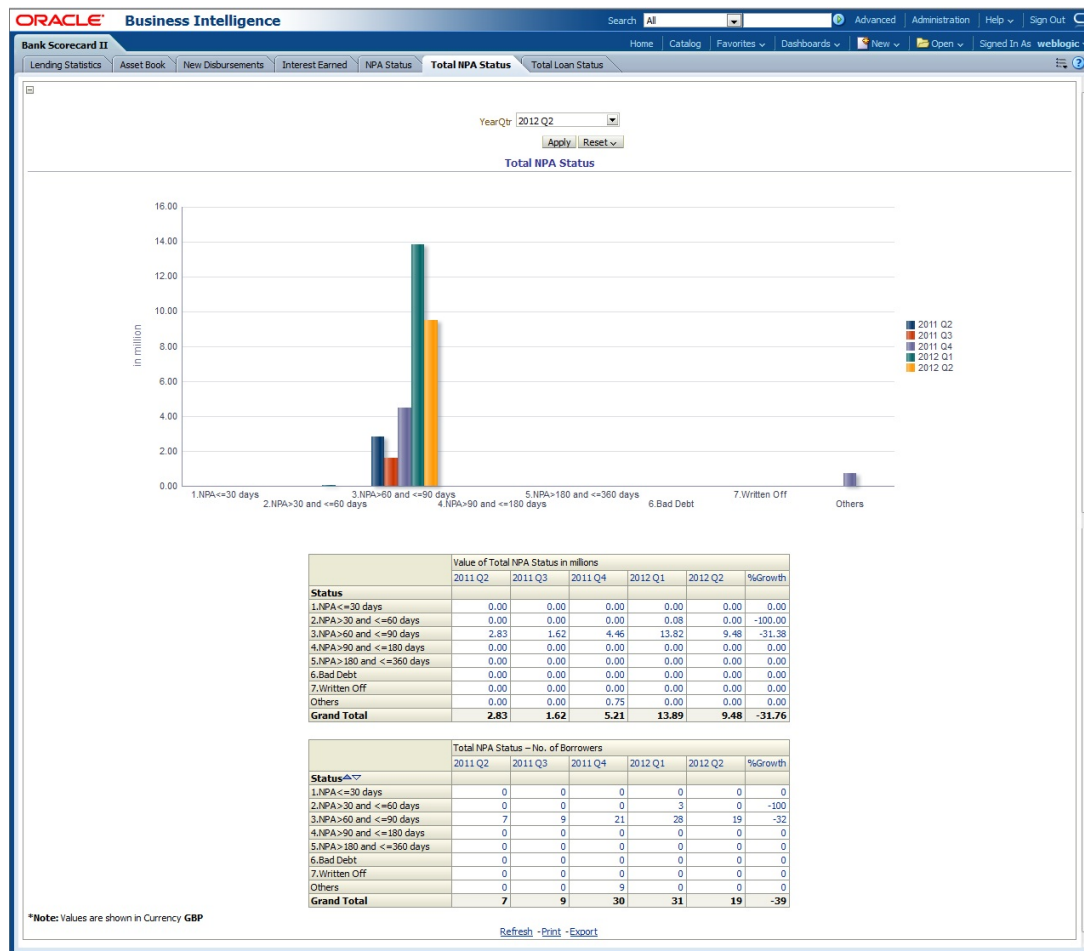 ORACLE Business Intelligence Search All Advanced Administration Help Sign Out
Bank Scorecard II Home Catalog Favorites Dashboards New Open Signed In As weblogic
Lending Statistics Asset Book New Disbursements Interest Earned NPA Status Total NPA Status Total Loan Status
YearQtr 2012 Q2
Apply Reset
Total NPA Status
16.00
14.00
12.00
10.00
8.00
6.00
4.00
2.00
0.00
in million
2011 Q2
2011 Q3
2011 Q4
2012 Q1
2012 Q2
1.NPA<=30 days 3.NPA>60 and <=90 days 5.NPA>180 and <=360 days 7.Written Off
2.NPA>30 and <=60 days 4.NPA>90 and <=180 days 6.Bad Debt Others
Value of Total NPA Status in millions
2011 Q2 2011 Q3 2011 Q4 2012 Q1 2012 Q2 %Growth
Status
1.NPA<=30 days 0.00 0.00 0.00 0.00 0.00 0.00
2.NPA>30 and <=60 days 0.00 0.00 0.00 0.08 0.00 -100.00
3.NPA>60 and <=90 days 2.83 1.62 4.46 13.82 9.48 -31.38
4.NPA>90 and <=180 days 0.00 0.00 0.00 0.00 0.00 0.00
5.NPA>180 and <=360 days 0.00 0.00 0.00 0.00 0.00 0.00
6.Bad Debt 0.00 0.00 0.00 0.00 0.00 0.00
7.Written Off 0.00 0.00 0.00 0.00 0.00 0.00
Others 0.00 0.00 0.75 0.00 0.00 0.00
Grand Total 2.83 1.62 5.21 13.89 9.48 -31.76
Total NPA Status – No. of Borrowers
2011 Q2 2011 Q3 2011 Q4 2012 Q1 2012 Q2 %Growth
Status
1.NPA<=30 days 0 0 0 0 0 0
2.NPA>30 and <=60 days 0 0 0 3 0 -100
3.NPA>60 and <=90 days 7 9 21 28 19 -32
4.NPA>90 and <=180 days 0 0 0 0 0 0
5.NPA>180 and <=360 days 0 0 0 0 0 0
6.Bad Debt 0 0 0 0 0 0
7.Written Off 0 0 0 0 0 0
Others 0 0 9 0 0 0
Grand Total 7 9 30 31 19 -39
*Note: Values are shown in Currency GBP
Refresh - Print - Export